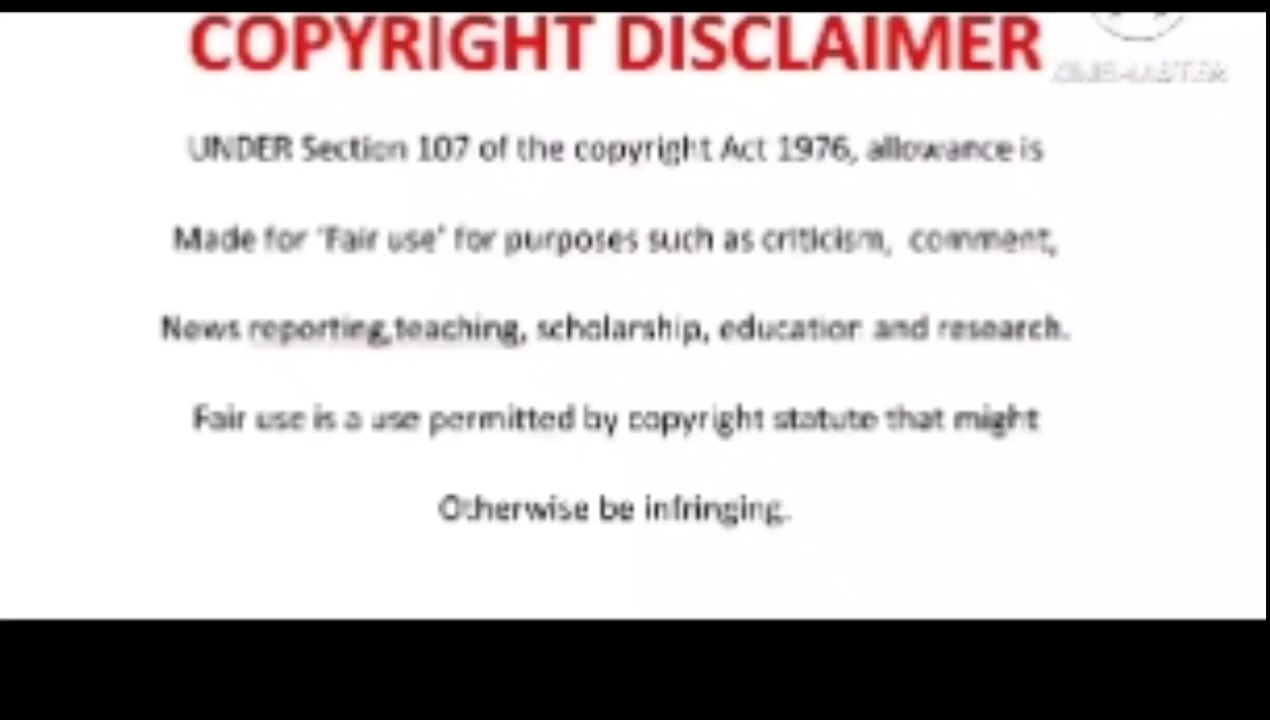 COPYRIGHT DISCLAIMER
UNDER Section 107 of the copyright Act 1976, allowance is
Made for 'Fair use' for purposes such as criticism, comment,
News reporting,teaching, scholarship, education and research.
Fair use is a use permitted by copyright statute that might
Otherwise be infringing.